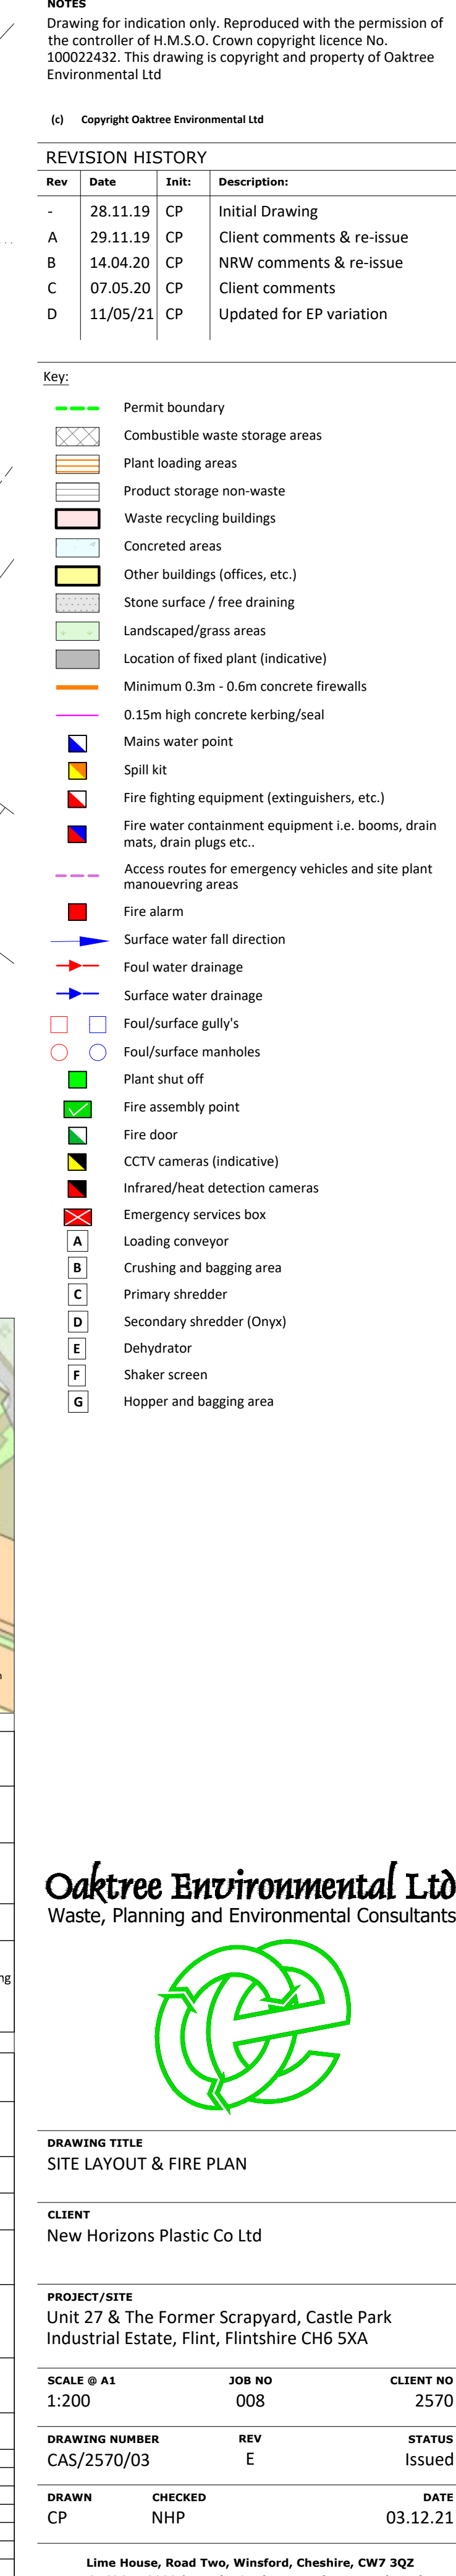 NOTES
Drawing for indication only. Reproduced with the permission of
the controller of H.M.S.O. Crown copyright licence No.
100022432. This drawing is copyright and property of Oaktree
Environmental Ltd
(c) Copyright Oaktree Environmental Ltd
REVISION HISTORY
Rev Date Init: Description:
- 28.11.19 CP Initial Drawing
A 29.11.19 CP Client comments & re-issue
B 14.04.20 CP NRW comments & re-issue
C 07.05.20 CP Client comments
D 11/05/21 CP Updated for EP variation
Key:
Permit boundary
Combustible waste storage areas
Plant loading areas
Product storage non-waste
Waste recycling buildings
Concreted areas
Other buildings (offices, etc.)
Stone surface / free draining
Landscaped/grass areas
Location of fixed plant (indicative)
Minimum 0.3m - 0.6m concrete firewalls
0.15m high concrete kerbing/seal
Mains water point
Spill kit
Fire fighting equipment (extinguishers, etc.)
Fire water containment equipment i.e. booms, drain
mats, drain plugs etc..
Access routes for emergency vehicles and site plant
manouevring areas
Fire alarm
Surface water fall direction
Foul water drainage
Surface water drainage
Foul/surface gully's
Foul/surface manholes
Plant shut off
Fire assembly point
Fire door
CCTV cameras (indicative)
Infrared/heat detection cameras
Emergency services box
A Loading conveyor
B Crushing and bagging area
C Primary shredder
D Secondary shredder (Onyx)
E Dehydrator
F Shaker screen
G Hopper and bagging area
ng
Oaktree Environmental Ltd
Waste, Planning and Environmental Consultants
DRAWING TITLE
SITE LAYOUT & FIRE PLAN
CLIENT
New Horizons Plastic Co Ltd
PROJECT/SITE
Unit 27 & The Former Scrapyard, Castle Park
Industrial Estate, Flint, Flintshire CH6 5XA
SCALE @ A1 JOB NO CLIENT NO
1:200 008 2570
DRAWING NUMBER REV STATUS
CAS/2570/03 E Issued
DRAWN CHECKED DATE
CP NHP 03.12.21
Lime House, Road Two, Winsford, Cheshire, CW7 3QZ